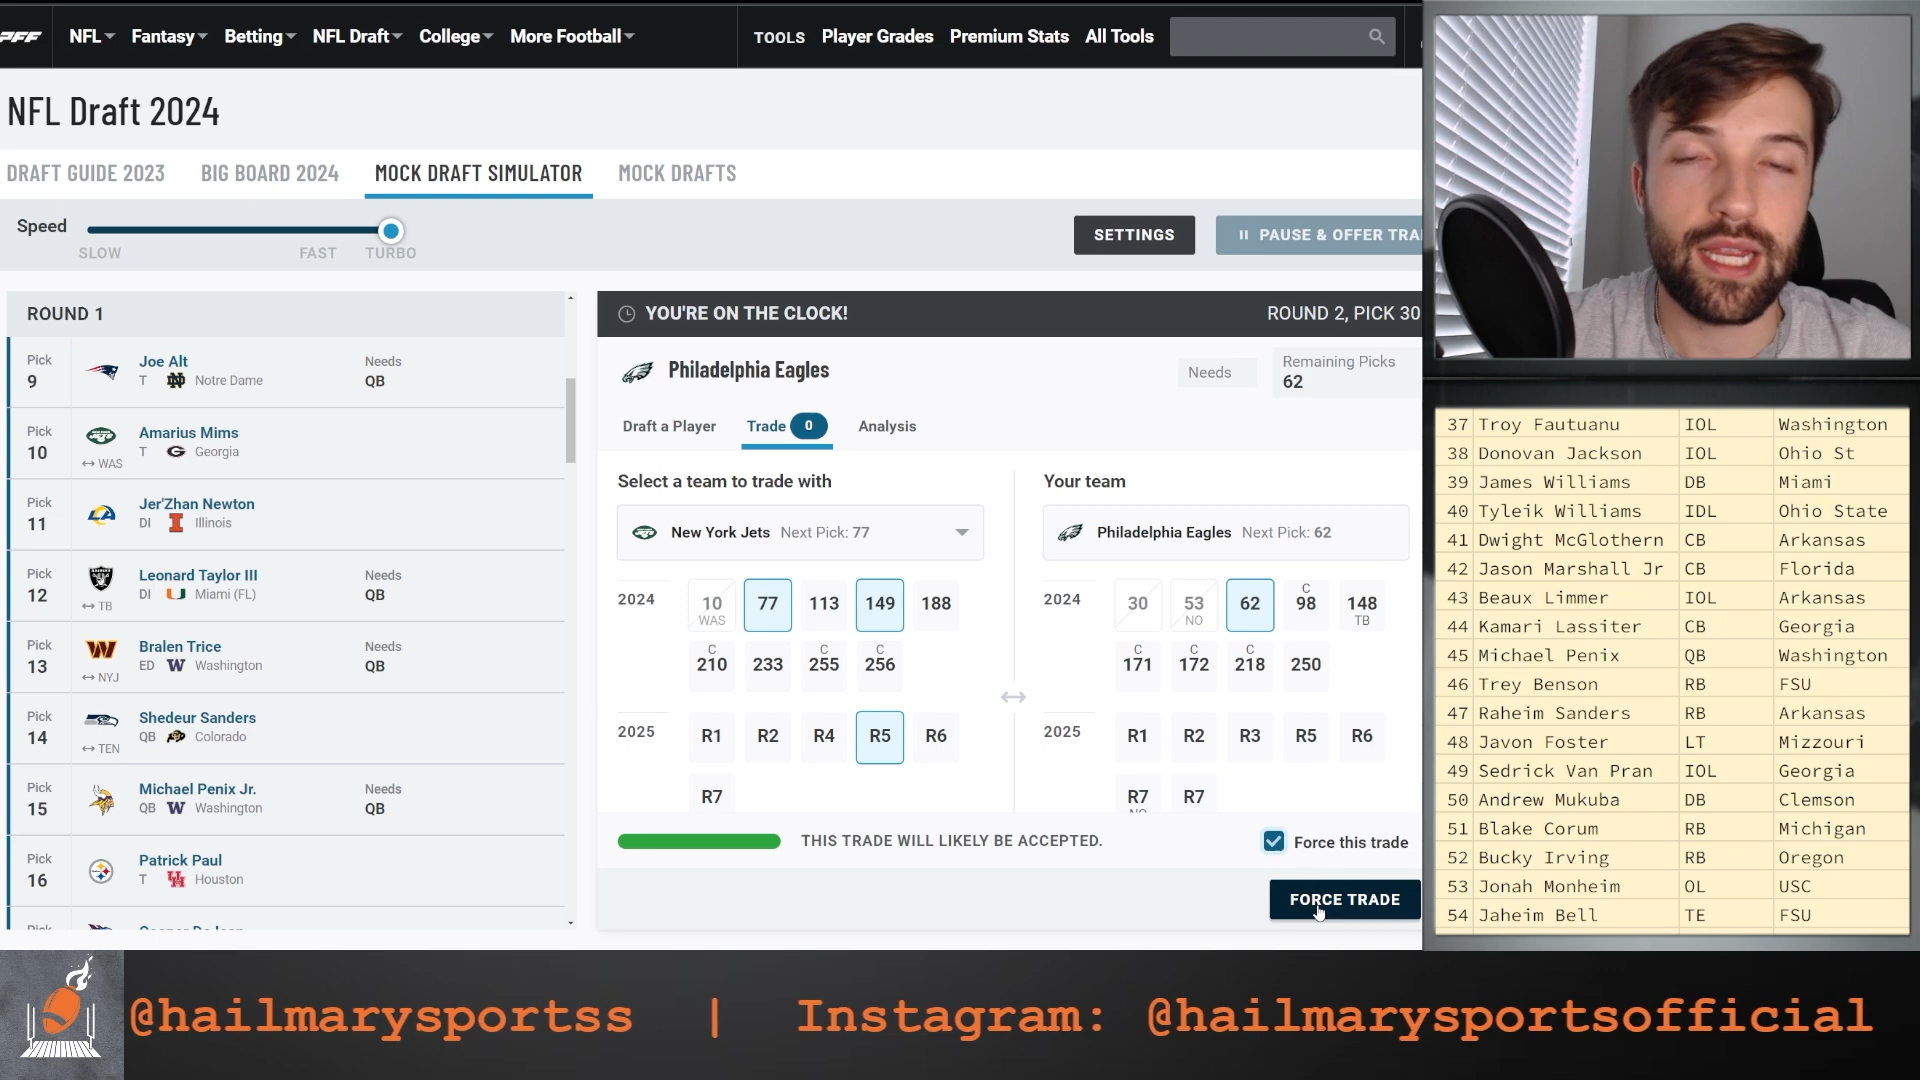 PFF NFL Fantasy Betting NFL Draft College More Football TOOLS Player Grades Premium Stats All Tools
NFL Draft 2024
DRAFT GUIDE 2023 BIG BOARD 2024 MOCK DRAFT SIMULATOR MOCK DRAFTS
Speed
SLOW FAST TURBO
SETTINGS
PAUSE & OFFER TRA
ROUND 1
Pick 9 Joe Alt Needs
T Notre Dame QB
Pick 10 Amarius Mims
T Georgia
WAS
Pick 11 Jer'Zhan Newton
DI Illinois
Pick 12 Leonard Taylor III Needs
DI Miami (FL) QB
TB
Pick 13 Bralen Trice Needs
ED Washington QB
NYJ
Pick 14 Shedeur Sanders
QB Colorado
TEN
Pick 15 Michael Penix Jr. Needs
QB Washington QB
Pick 16 Patrick Paul
T Houston
YOU'RE ON THE CLOCK! ROUND 2, PICK 30
Philadelphia Eagles Needs Remaining Picks
62
Draft a Player Trade 0 Analysis
Select a team to trade with
New York Jets Next Pick: 77
2024 10 WAS 77 113 149 188
C 210 233 C 255 C 256
2025 R1 R2 R4 R5 R6
R7
Your team
Philadelphia Eagles Next Pick: 62
2024 30 53 NO 62 C 98 148 TB
C 171 C 172 C 218 250
2025 R1 R2 R3 R5 R6
R7 NO R7
THIS TRADE WILL LIKELY BE ACCEPTED. Force this trade
FORCE TRADE
37 Troy Fautuanu IOL Washington
38 Donovan Jackson IOL Ohio St
39 James Williams DB Miami
40 Tyleik Williams IDL Ohio State
41 Dwight McGlothern CB Arkansas
42 Jason Marshall Jr CB Florida
43 Beaux Limmer IOL Arkansas
44 Kamari Lassiter CB Georgia
45 Michael Penix QB Washington
46 Trey Benson RB FSU
47 Raheim Sanders RB Arkansas
48 Javon Foster LT Mizzouri
49 Sedrick Van Pran IOL Georgia
50 Andrew Mukuba DB Clemson
51 Blake Corum RB Michigan
52 Bucky Irving RB Oregon
53 Jonah Monheim OL USC
54 Jaheim Bell TE FSU
@hailmarysportss | Instagram: @hailmarysportsofficial